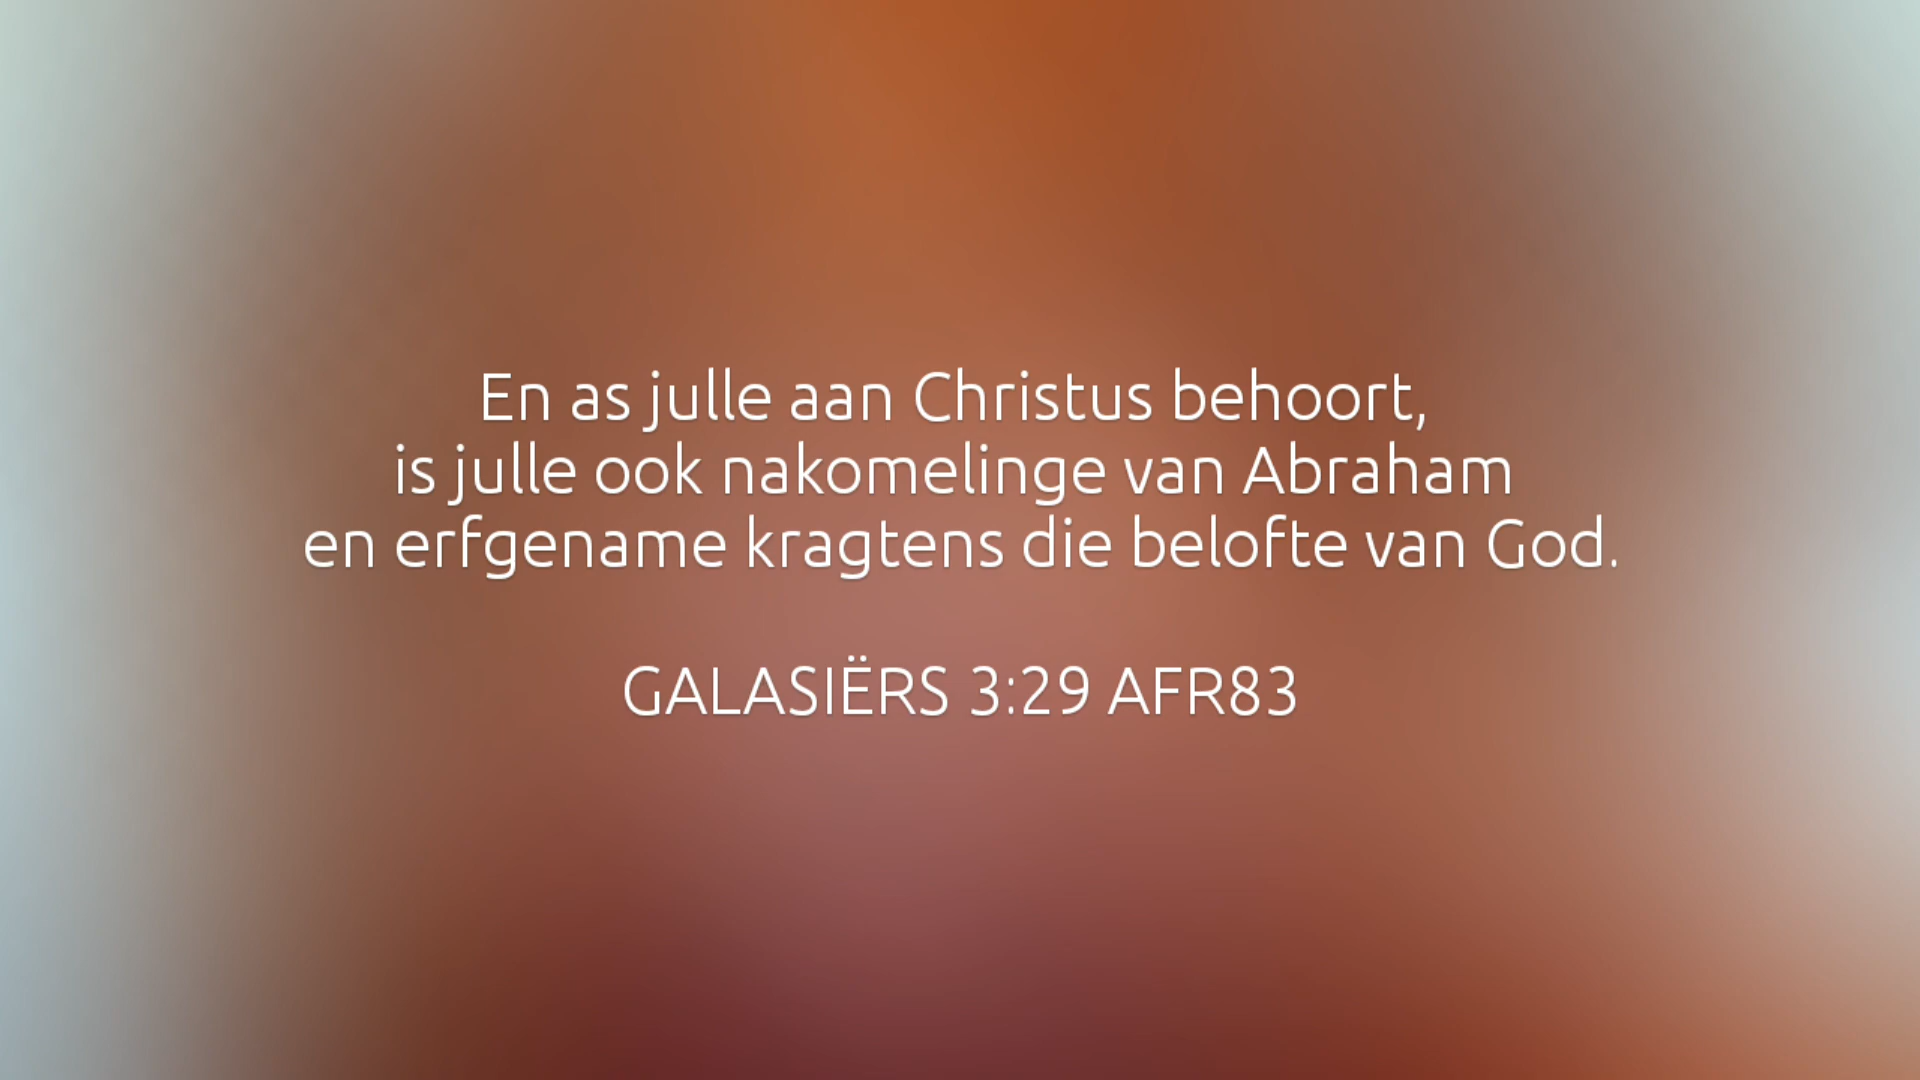 En as julle aan Christus behoort,
is julle ook nakomelinge van Abraham
en erfgename kragtens die belofte van God.
GALASIËRS 3:29 AFR83